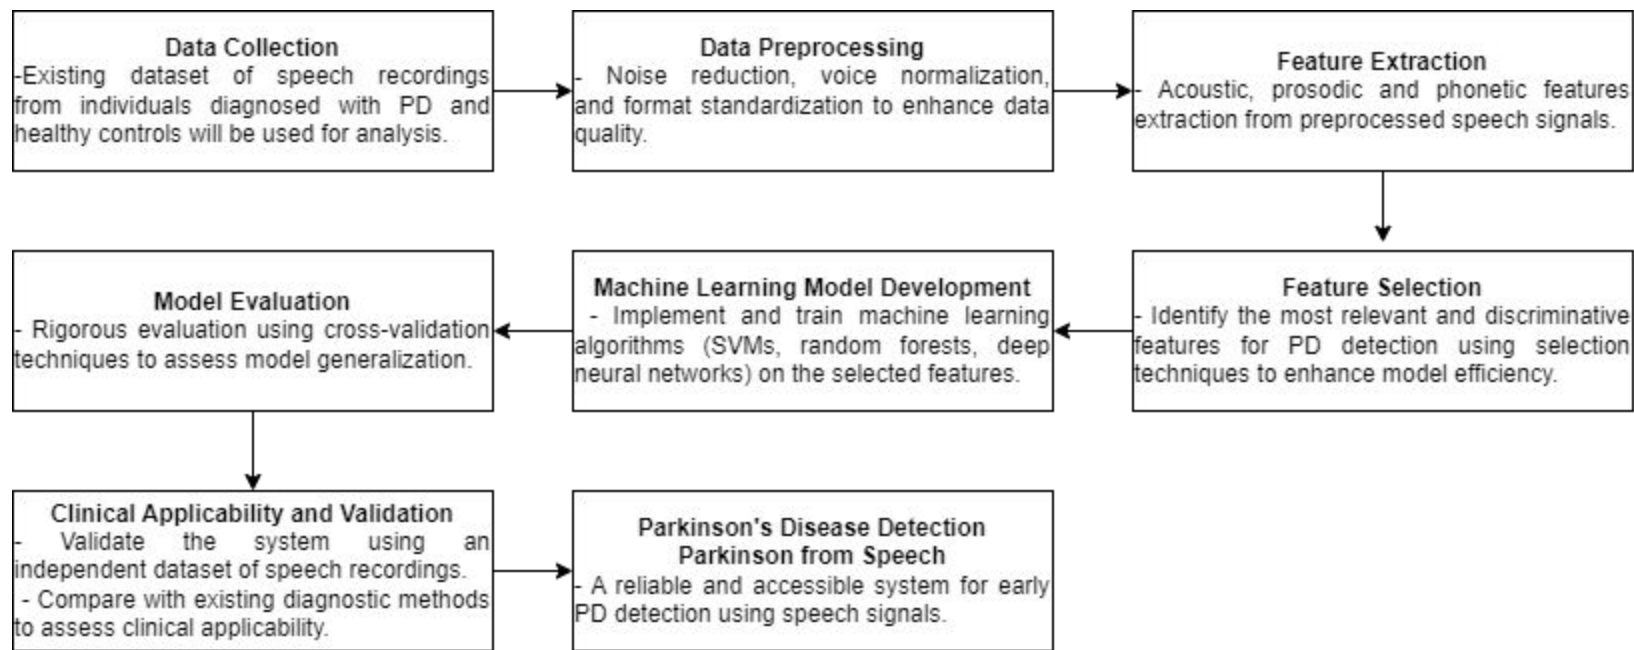 Data Collection
-Existing dataset of speech recordings
from individuals diagnosed with PD and
healthy controls will be used for analysis.
Data Preprocessing
- Noise reduction, voice normalization,
and format standardization to enhance data
quality.
Feature Extraction
- Acoustic, prosodic and phonetic features
extraction from preprocessed speech signals.
Feature Selection
- Identify the most relevant and discriminative
features for PD detection using selection
techniques to enhance model efficiency.
Machine Learning Model Development
- Implement and train machine learning
algorithms (SVMs, random forests, deep
neural networks) on the selected features.
Model Evaluation
- Rigorous evaluation using cross-validation
techniques to assess model generalization.
Clinical Applicability and Validation
- Validate the system using an
independent dataset of speech recordings.
- Compare with existing diagnostic methods
to assess clinical applicability.
Parkinson's Disease Detection
Parkinson from Speech
- A reliable and accessible system for early
PD detection using speech signals.